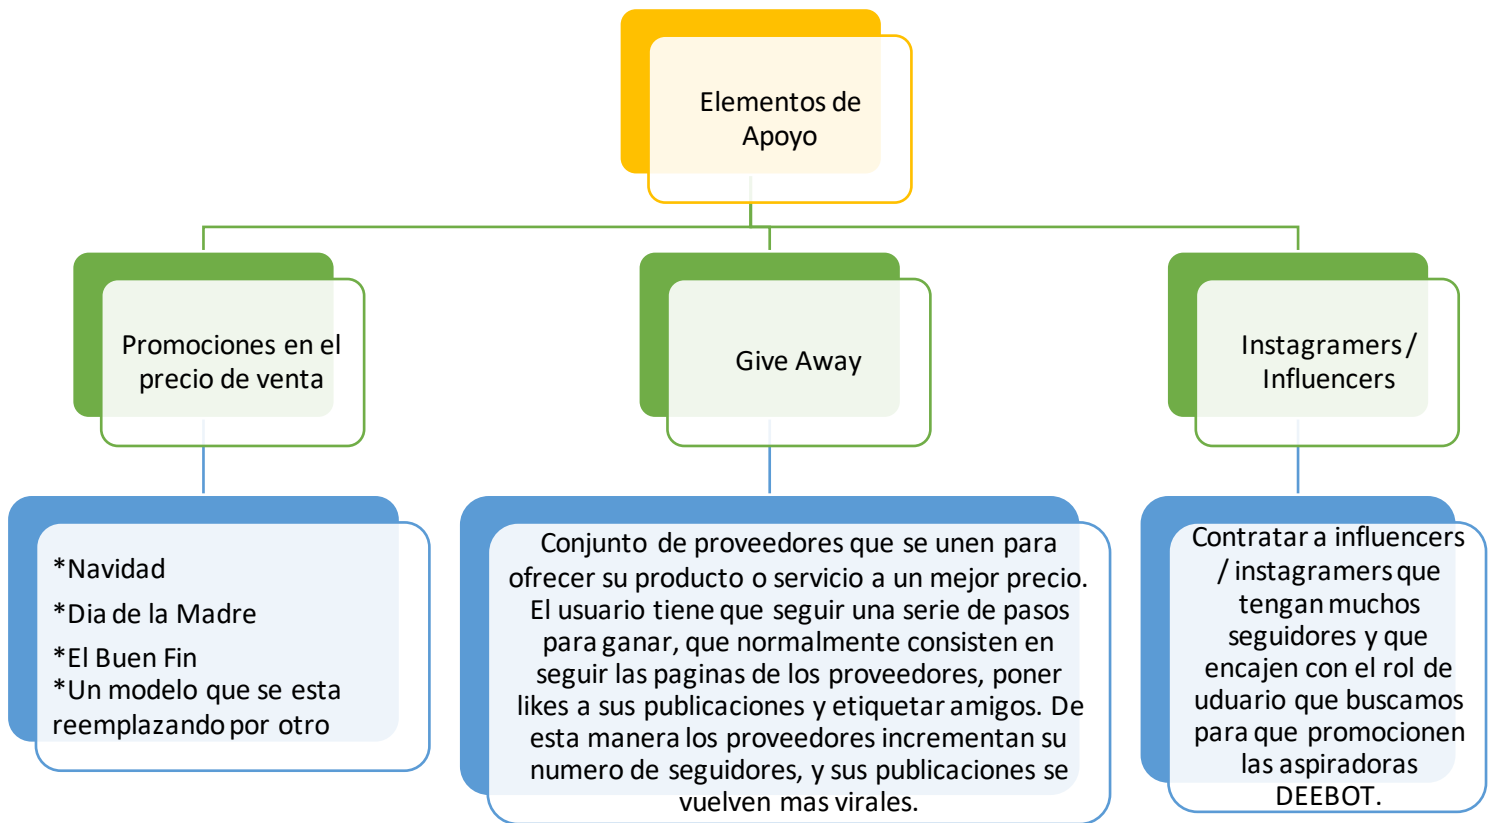 Elementos de
Apoyo
Promociones en el
precio de venta
Give Away
Instagramers /
Influencers
*Navidad
*Dia de la Madre
*El Buen Fin
*Un modelo que se esta
reemplazando por otro
Conjunto de proveedores que se unen para
ofrecer su producto o servicio a un mejor precio.
El usuario tiene que seguir una serie de pasos
para ganar, que normalmente consisten en
seguir las paginas de los proveedores, poner
likes a sus publicaciones y etiquetar amigos. De
esta manera los proveedores incrementan su
numero de seguidores, y sus publicaciones se
vuelven mas virales.
Contratar a influencers
/ instagramers que
tengan muchos
seguidores y que
encajen con el rol de
uduario que buscamos
para que promocionen
las aspiradoras
DEEBOT.